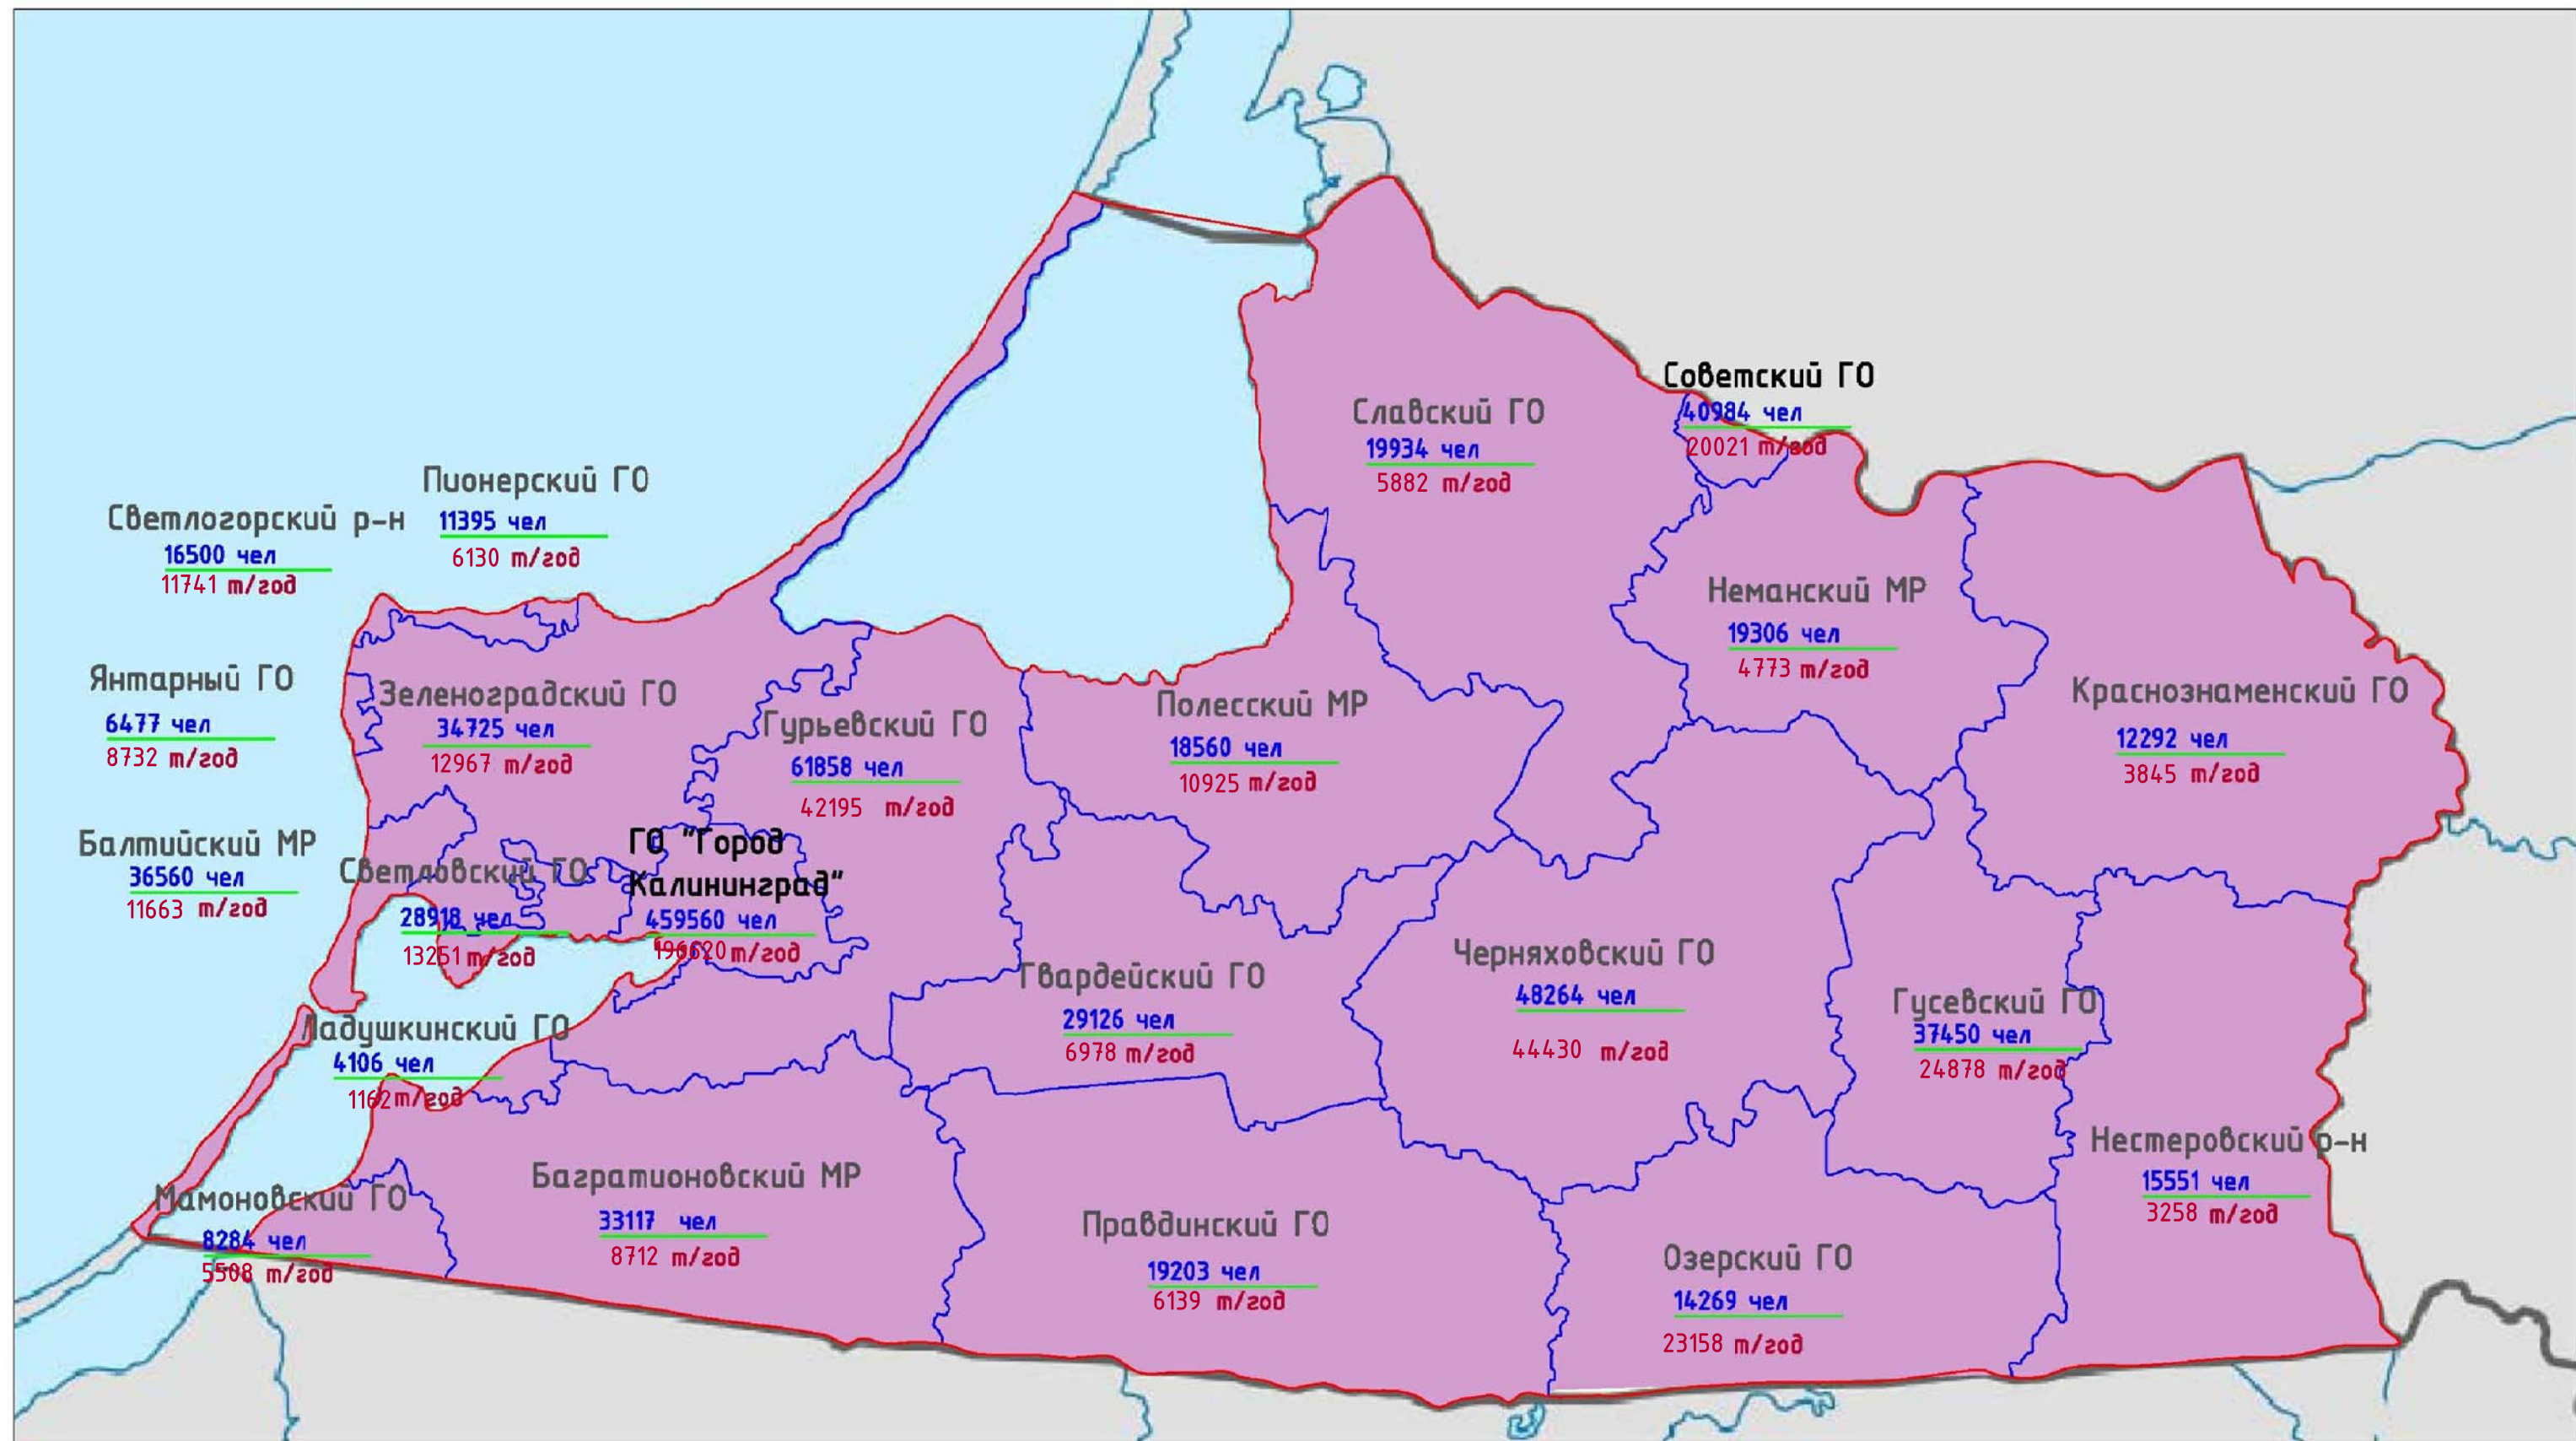 Советский ГО
40984 чел
20021 т/год
Славский ГО
19934 чел
5882 т/год
Пионерский ГО
11395 чел
6130 т/год
Светлогорский р-н
16500 чел
11741 т/год
Неманский МР
19306 чел
4773 т/год
Янтарный ГО
6477 чел
8732 т/год
Зеленоградский ГО
34725 чел
12967 т/год
Гурьевский ГО
61858 чел
42195 т/год
Полесский МР
18560 чел
10925 т/год
Краснознаменский ГО
12292 чел
3845 т/год
Балтийский МР
36560 чел
11663 т/год
Светловский ГО
28918 чел
13251 т/год
ГО "Город
Калининград"
459560 чел
196620 т/год
Гвардейский ГО
29126 чел
6978 т/год
Черняховский ГО
48264 чел
44430 т/год
Гусевский ГО
37450 чел
24878 т/год
Ладушкинский ГО
4106 чел
1162 т/год
Мамоновский ГО
8284 чел
5508 т/год
Багратионовский МР
33117 чел
8712 т/год
Правдинский ГО
19203 чел
6139 т/год
Озерский ГО
14269 чел
23158 т/год
Нестеровский р-н
15551 чел
3258 т/год